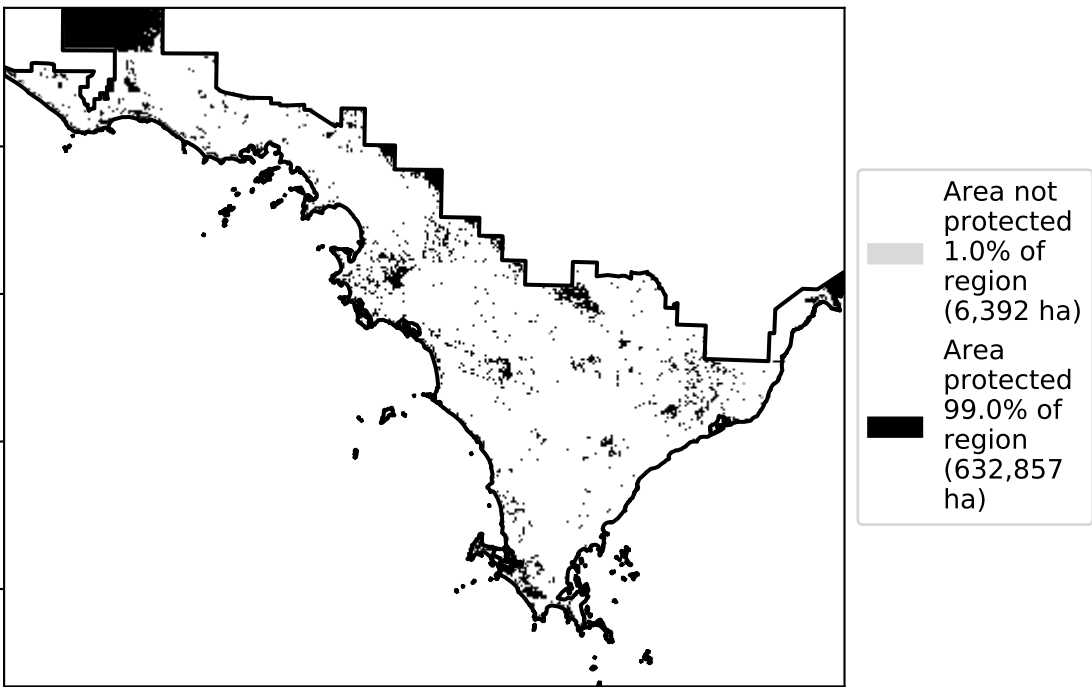 Area not
protected
1.0% of
region
(6,392 ha)
Area
protected
99.0% of
region
(632,857
ha)